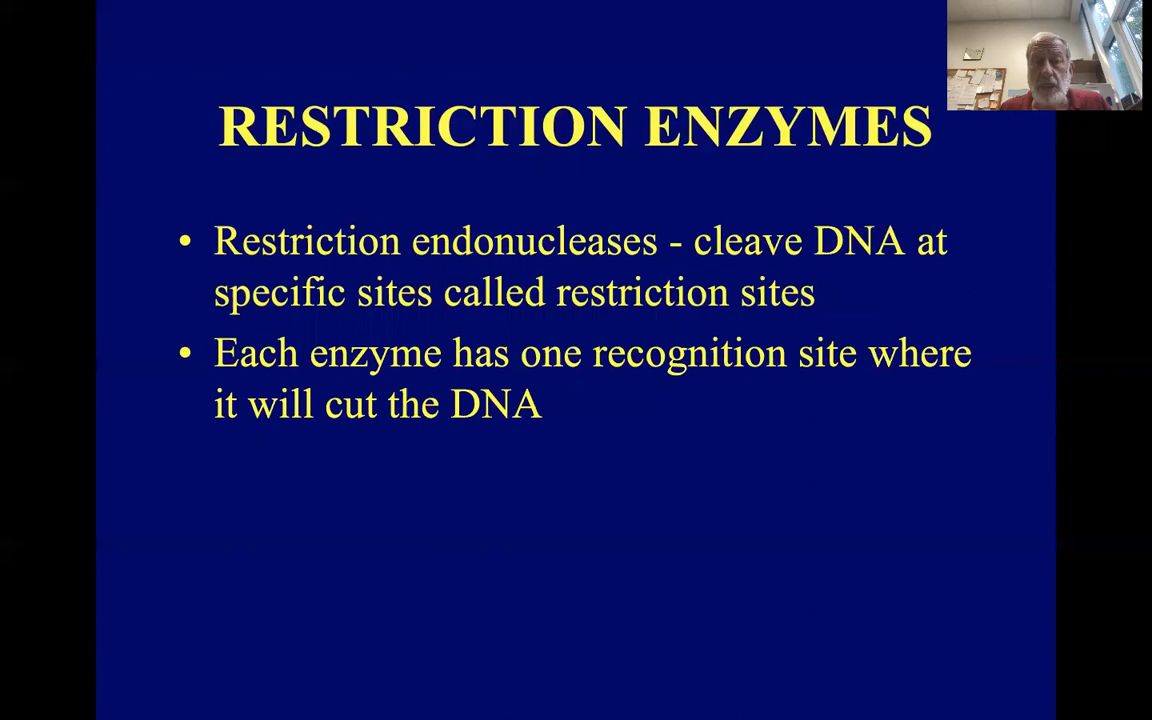 RESTRICTION ENZYMES
• Restriction endonucleases - cleave DNA at
specific sites called restriction sites
• Each enzyme has one recognition site where
it will cut the DNA